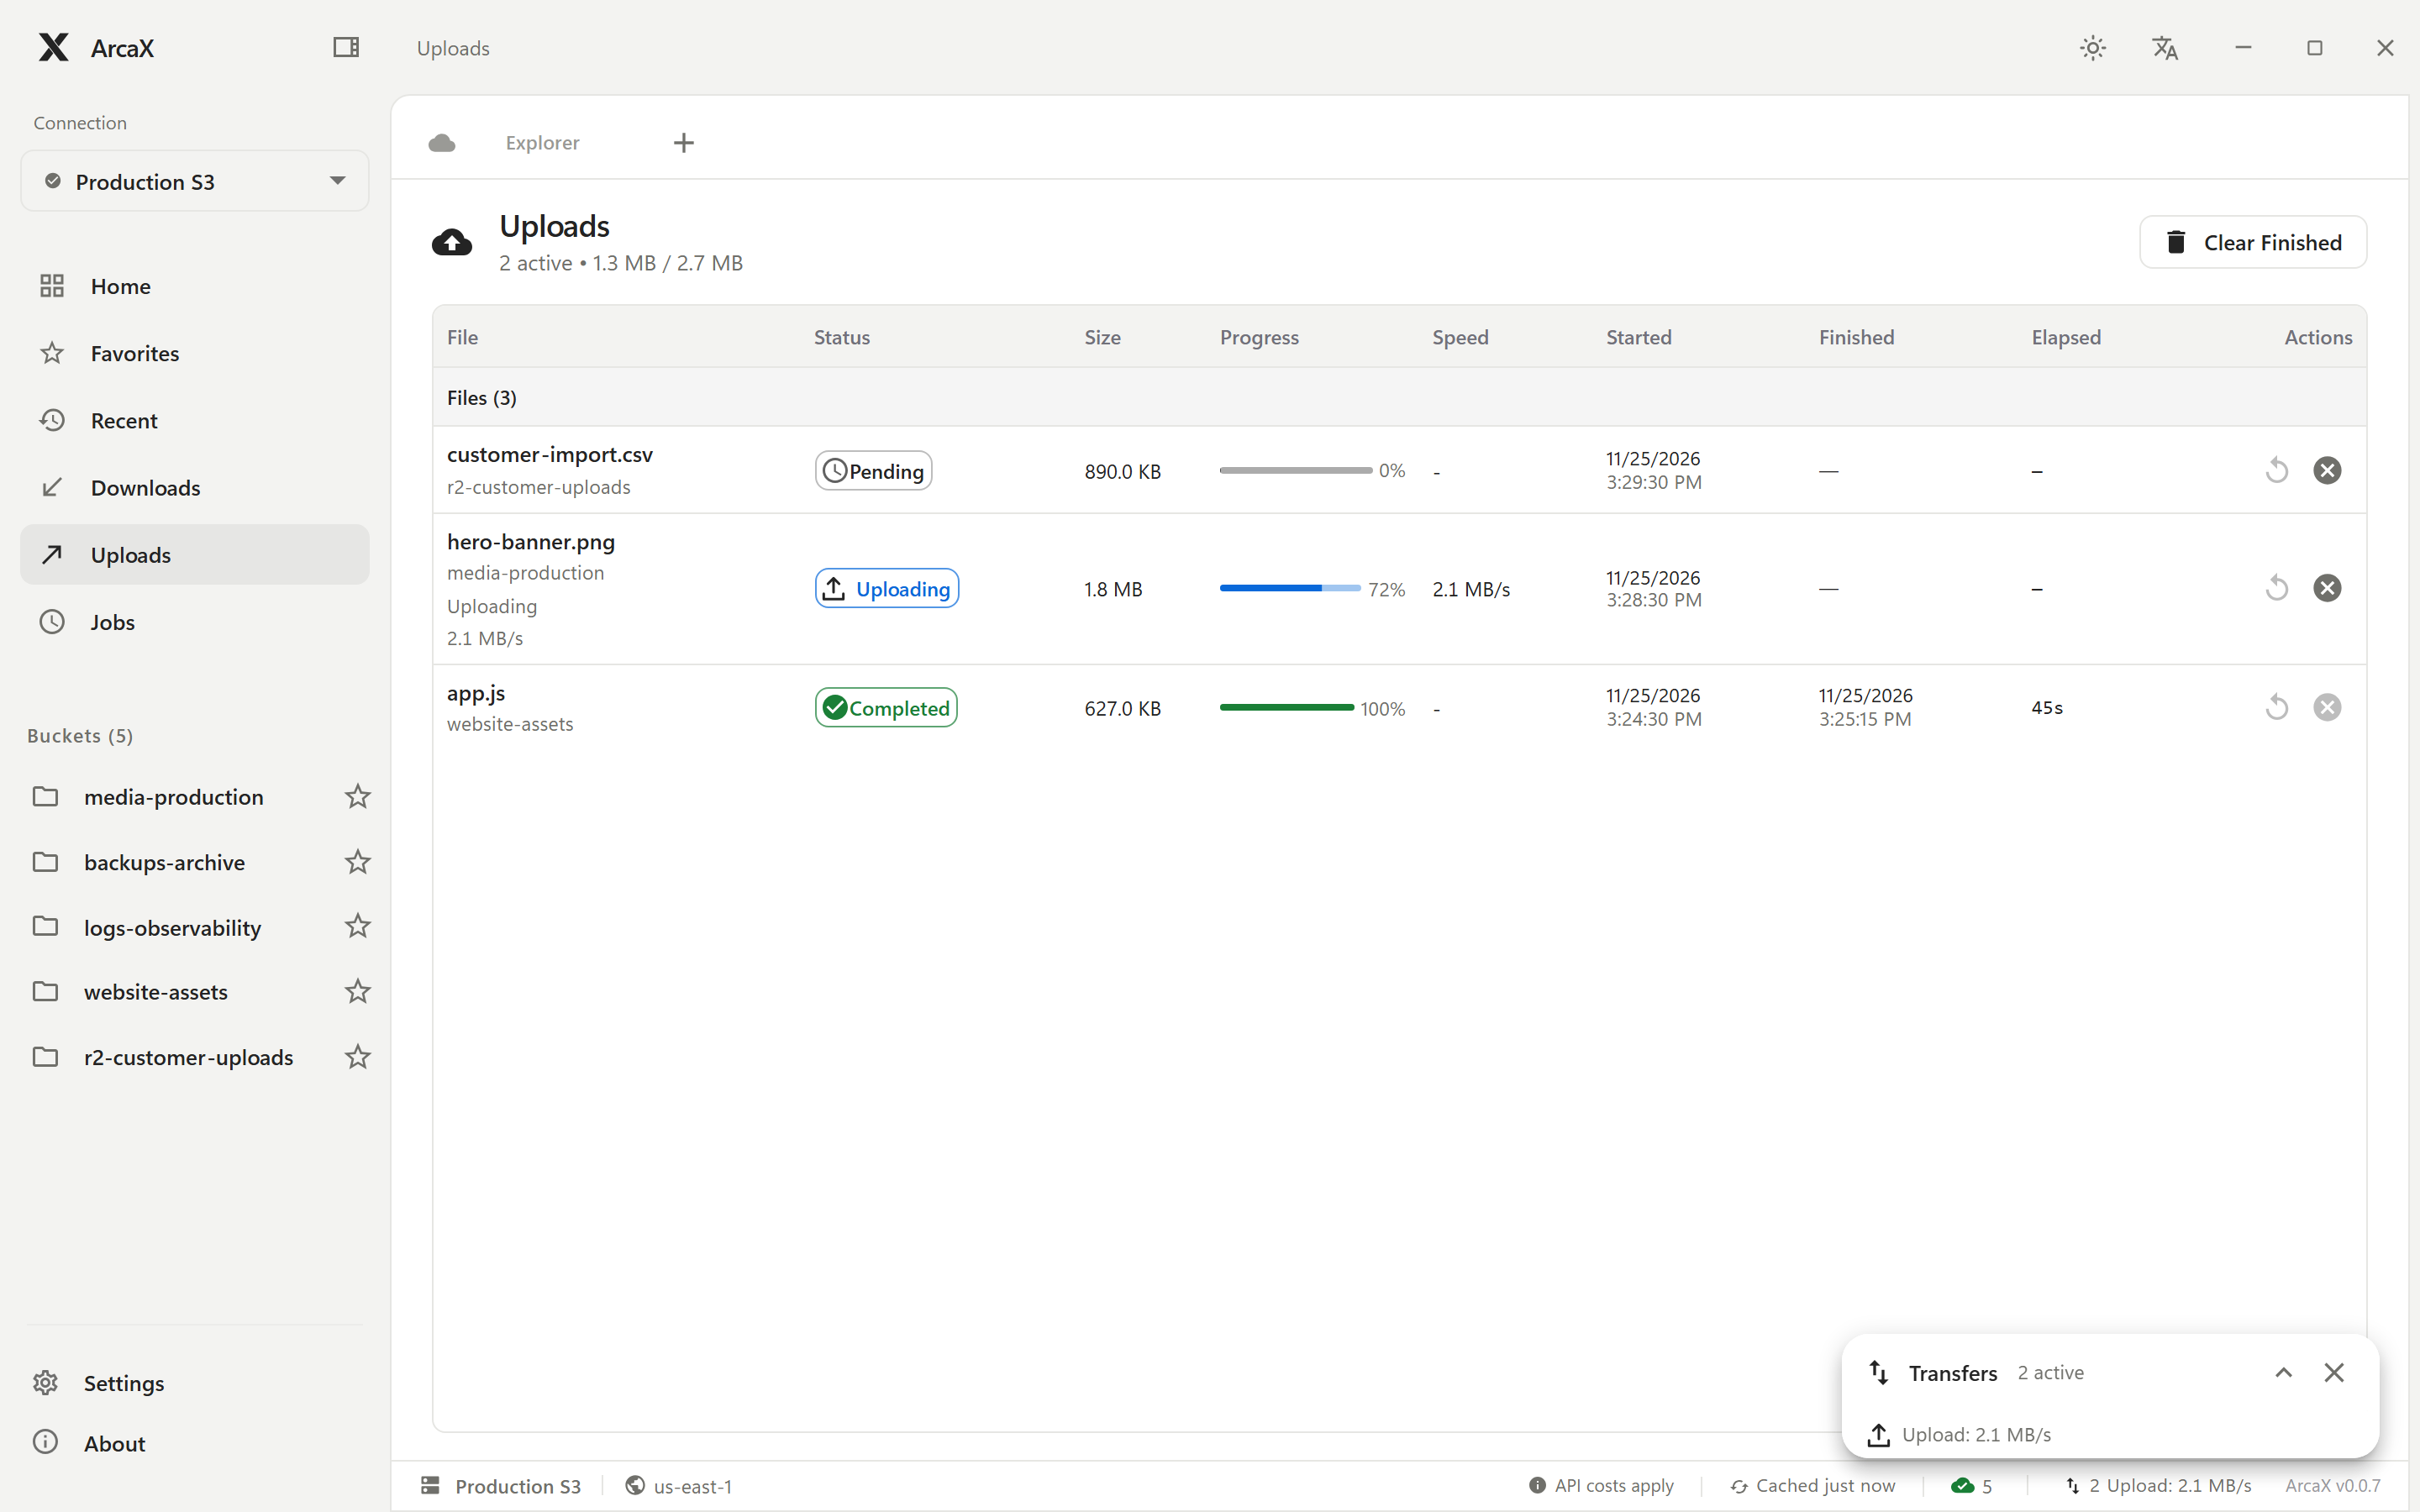 ArcaX
Uploads
Connection
Production S3
Home
Favorites
Recent
Downloads
Uploads
Jobs
Buckets (5)
media-production
backups-archive
logs-observability
website-assets
r2-customer-uploads
Settings
About
Explorer
Uploads
2 active • 1.3 MB / 2.7 MB
Clear Finished
File Status Size Progress Speed Started Finished Elapsed Actions
Files (3)
customer-import.csv
r2-customer-uploads
Pending
890.0 KB
0%
-
11/25/2026
3:29:30 PM
—
–
hero-banner.png
media-production
Uploading
2.1 MB/s
Uploading
1.8 MB
72%
2.1 MB/s
11/25/2026
3:28:30 PM
—
–
app.js
website-assets
Completed
627.0 KB
100%
-
11/25/2026
3:24:30 PM
11/25/2026
3:25:15 PM
45s
Transfers 2 active
Upload: 2.1 MB/s
Production S3 us-east-1 API costs apply Cached just now 5 2 Upload: 2.1 MB/s ArcaX v0.0.7